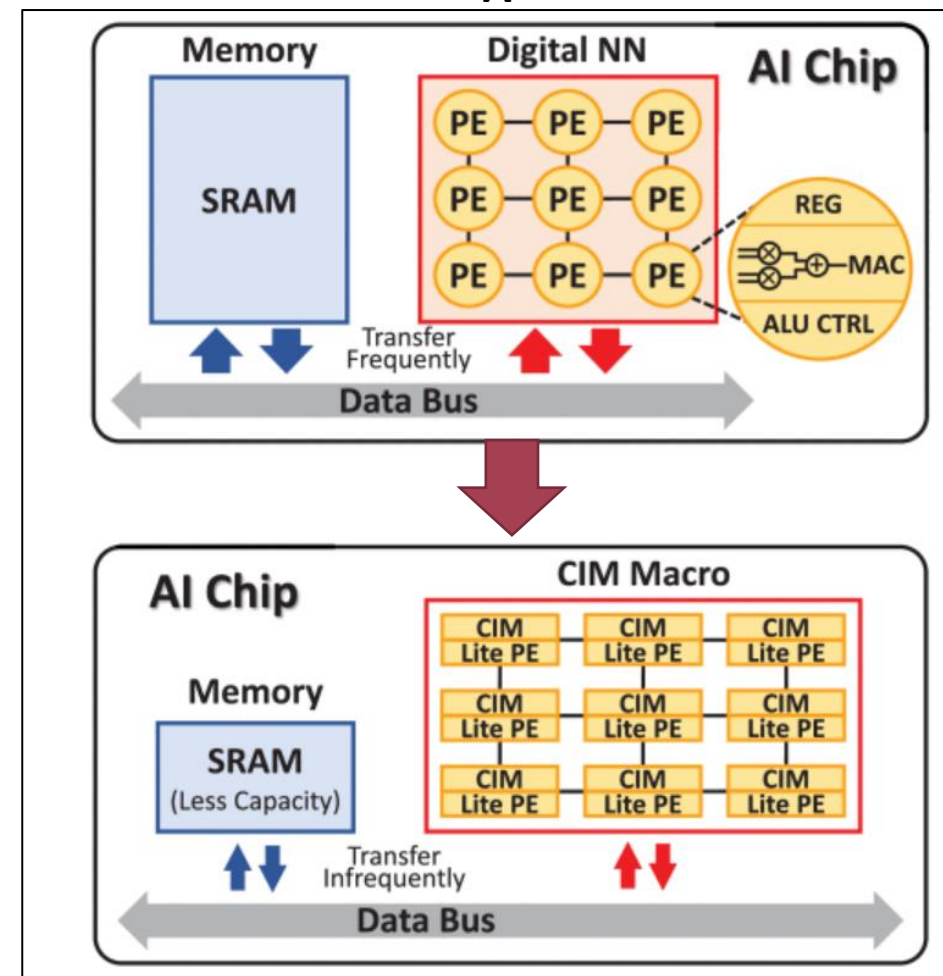 Memory
Digital NN
AI Chip
SRAM
PE
PE
PE
PE
PE
PE
PE
PE
PE
REG
MAC
ALU CTRL
Transfer
Frequently
Data Bus
AI Chip
CIM Macro
Memory
SRAM
(Less Capacity)
CIM
Lite PE
CIM
Lite PE
CIM
Lite PE
CIM
Lite PE
CIM
Lite PE
CIM
Lite PE
CIM
Lite PE
CIM
Lite PE
CIM
Lite PE
Transfer
Infrequently
Data Bus